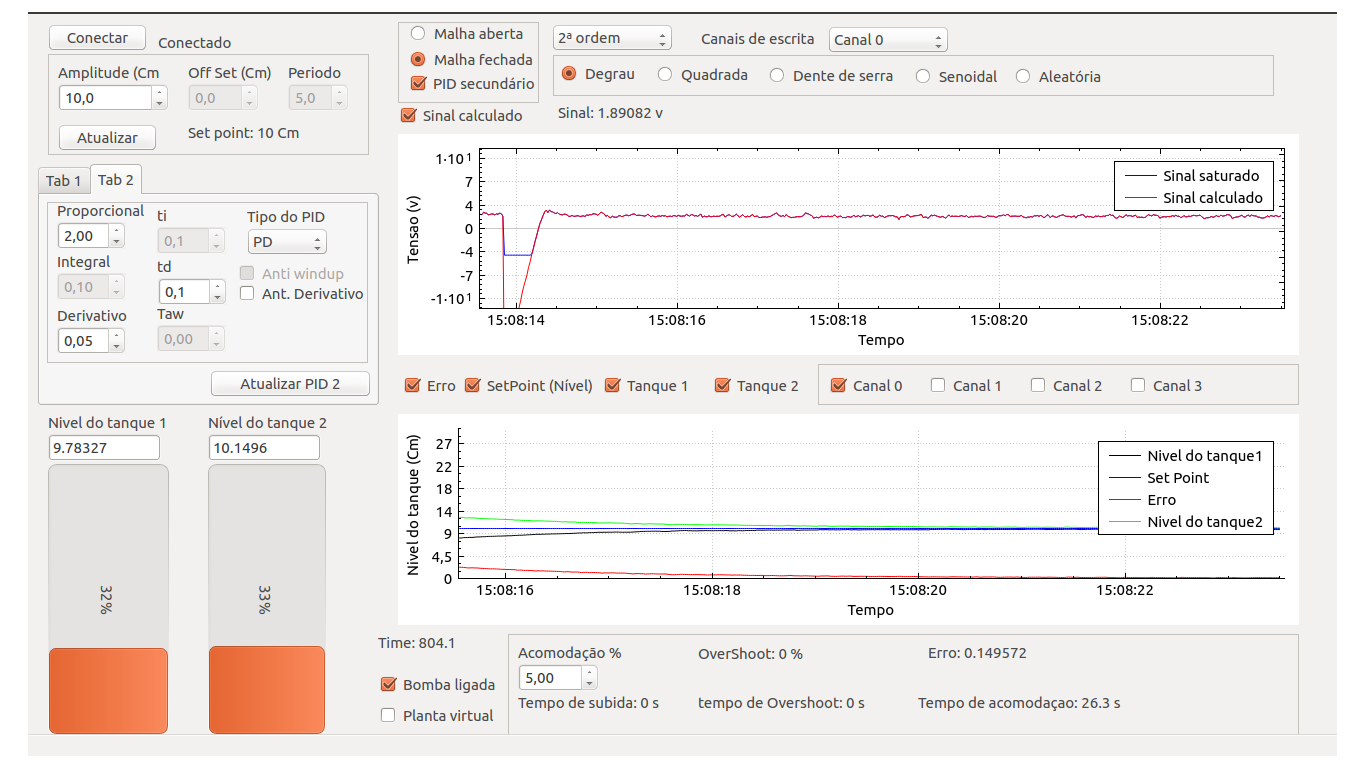 Conectar
Conectado
Amplitude (Cm
Off Set (Cm)
Periodo
10,0
0,0
5,0
Atualizar
Set point: 10 Cm
Malha aberta
Malha fechada
PID secundário
2ª ordem
Canais de escrita
Canal 0
Degrau
Quadrada
Dente de serra
Senoidal
Aleatória
Sinal calculado
Sinal: 1.89082 v
Tab 1
Tab 2
Proporcional
ti
Tipo do PID
2,00
0,1
PD
Integral
td
Anti windup
0,10
0,1
Ant. Derivativo
Derivativo
Taw
0,05
0,00
Atualizar PID 2
Tensao (v)
1·10¹
7
4
0
-4
-7
-1·10¹
Sinal saturado
Sinal calculado
15:08:14
15:08:16
15:08:18
15:08:20
15:08:22
Tempo
Erro
SetPoint (Nível)
Tanque 1
Tanque 2
Canal 0
Canal 1
Canal 2
Canal 3
Nivel do tanque 1
Nível do tanque 2
9.78327
10.1496
32%
33%
Nivel do tanque (Cm)
27
22
18
14
9
4,5
0
Nivel do tanque1
Set Point
Erro
Nivel do tanque2
15:08:16
15:08:18
15:08:20
15:08:22
Tempo
Time: 804.1
Bomba ligada
Planta virtual
Acomodação %
OverShoot: 0 %
Erro: 0.149572
5,00
Tempo de subida: 0 s
tempo de Overshoot: 0 s
Tempo de acomodaçao: 26.3 s